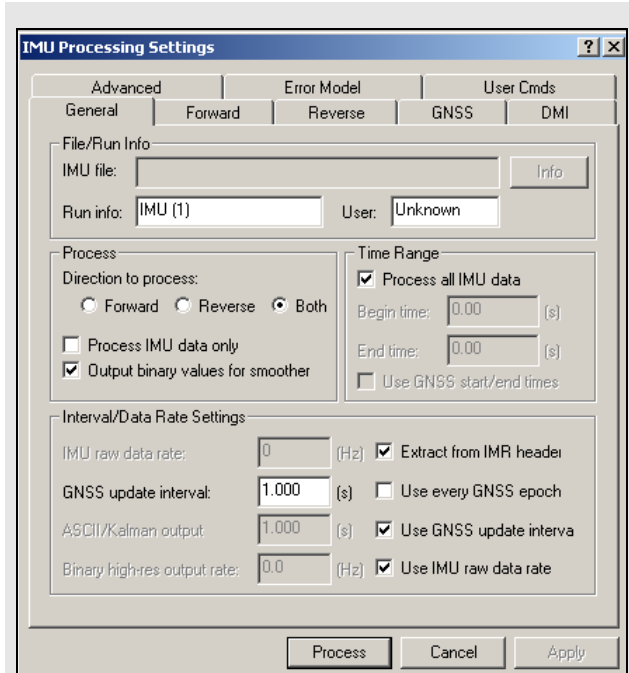 IMU Processing Settings ? X
Advanced Error Model User Cmds
General Forward Reverse GNSS DMI
File/Run Info
IMU file: Info
Run info: IMU (1) User: Unknown
Process
Direction to process:
Forward Reverse Both
Process IMU data only
Output binary values for smoother
Time Range
Process all IMU data
Begin time: 0.00 (s)
End time: 0.00 (s)
Use GNSS start/end times
Interval/Data Rate Settings
IMU raw data rate: 0 (Hz) Extract from IMR header
GNSS update interval: 1.000 (s) Use every GNSS epoch
ASCII/Kalman output 1.000 (s) Use GNSS update interva
Binary high-res output rate: 0.0 (Hz) Use IMU raw data rate
Process Cancel Apply